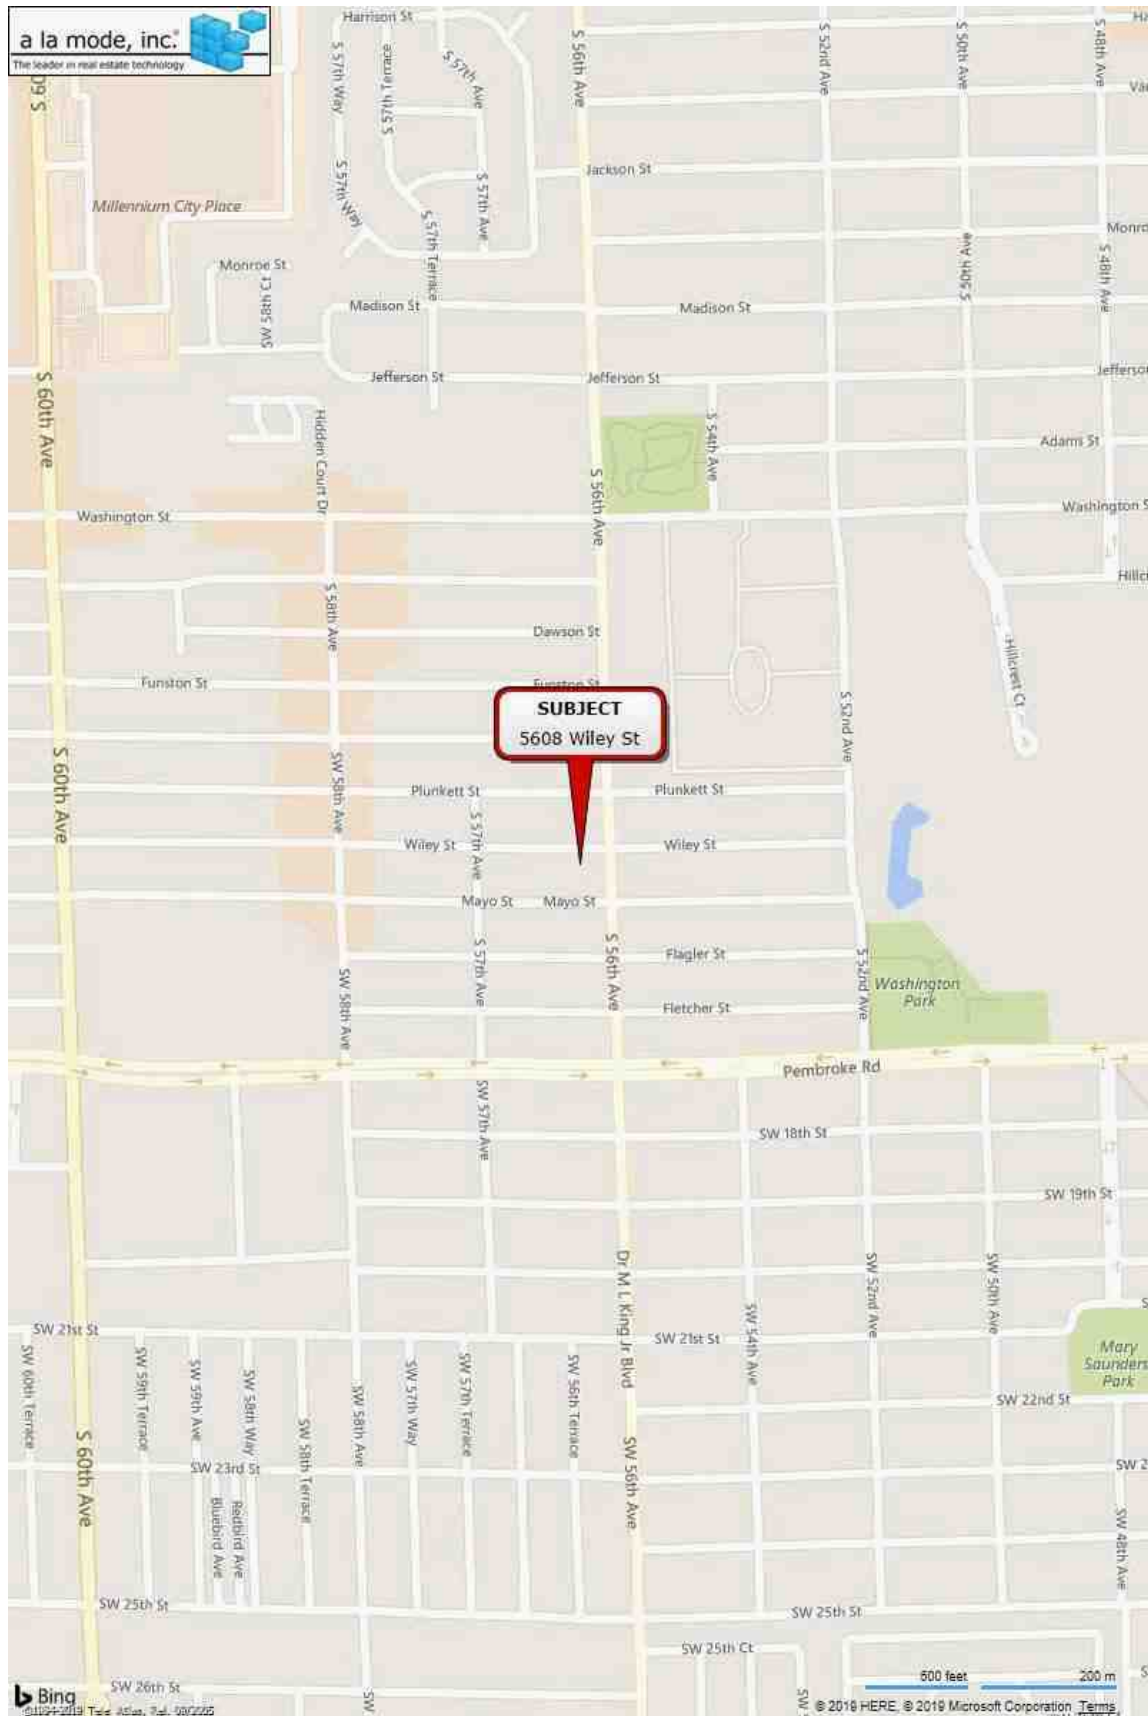 a la mode, inc.
The leader in real estate technology
Harrison St
S 57th Way
S 57th Terrace
S 57th Ave
S 56th Ave
S 52nd Ave
S 50th Ave
S 48th Ave
S 60
Jackson St
S 57th Way
S 57th Ave
Millennium City Place
S 57th Terrace
Monroe St
SW 58th Ct
S 50th Ave
S 48th Ave
Madison St
Madison St
Jefferson St
Jefferson St
S 60th Ave
Hidden Court Dr
S 54th Ave
Adams St
S 56th Ave
Washington St
Washington S
S 58th Ave
Dawson St
Hillcrest Ct
Funston St
Funston St
SUBJECT
5608 Wiley St
S 52nd Ave
S 60th Ave
SW 58th Ave
Plunkett St
Plunkett St
S 57th Ave
Wiley St
Wiley St
Mayo St
Mayo St
S 57th Ave
S 56th Ave
Flagler St
S 52nd Ave
Washington
Park
SW 58th Ave
Fletcher St
Pembroke Rd
SW 57th Ave
SW 18th St
SW 19th St
Dr M L King Jr Blvd
SW 52nd Ave
SW 50th Ave
SW 54th Ave
SW 21st St
SW 21st St
Mary
Saunders
Park
SW 60th Terrace
SW 59th Terrace
SW 59th Ave
SW 58th Way
SW 58th Terrace
SW 58th Ave
SW 57th Way
SW 57th Terrace
SW 56th Terrace
SW 22nd St
S 60th Ave
SW 23rd St
SW 56th Ave
SW 2
Bluebird Ave
Redbird Ave
SW 48th Ave
SW 25th St
SW 25th St
SW 25th Ct
SW 26th St
SW
SW
600 feet
200 m
Bing
© 2019 HERE, © 2019 Microsoft Corporation Terms